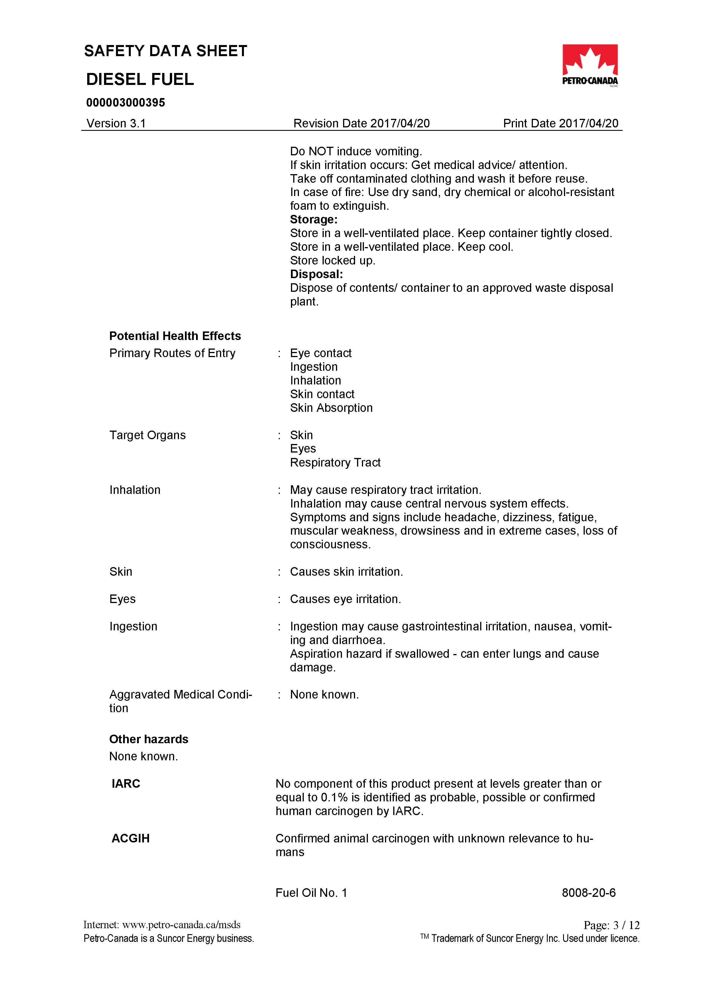 SAFETY DATA SHEET
DIESEL FUEL
000003000395
PETRO-CANADA
TM/MC
Version 3.1 Revision Date 2017/04/20 Print Date 2017/04/20
Do NOT induce vomiting.
If skin irritation occurs: Get medical advice/ attention.
Take off contaminated clothing and wash it before reuse.
In case of fire: Use dry sand, dry chemical or alcohol-resistant
foam to extinguish.
Storage:
Store in a well-ventilated place. Keep container tightly closed.
Store in a well-ventilated place. Keep cool.
Store locked up.
Disposal:
Dispose of contents/ container to an approved waste disposal
plant.
Potential Health Effects
Primary Routes of Entry : Eye contact
Ingestion
Inhalation
Skin contact
Skin Absorption
Target Organs : Skin
Eyes
Respiratory Tract
Inhalation : May cause respiratory tract irritation.
Inhalation may cause central nervous system effects.
Symptoms and signs include headache, dizziness, fatigue,
muscular weakness, drowsiness and in extreme cases, loss of
consciousness.
Skin : Causes skin irritation.
Eyes : Causes eye irritation.
Ingestion : Ingestion may cause gastrointestinal irritation, nausea, vomit-
ing and diarrhoea.
Aspiration hazard if swallowed - can enter lungs and cause
damage.
Aggravated Medical Condi- : None known.
tion
Other hazards
None known.
IARC No component of this product present at levels greater than or
equal to 0.1% is identified as probable, possible or confirmed
human carcinogen by IARC.
ACGIH Confirmed animal carcinogen with unknown relevance to hu-
mans
Fuel Oil No. 1 8008-20-6
Internet: www.petro-canada.ca/msds Page: 3 / 12
Petro-Canada is a Suncor Energy business. TM Trademark of Suncor Energy Inc. Used under licence.